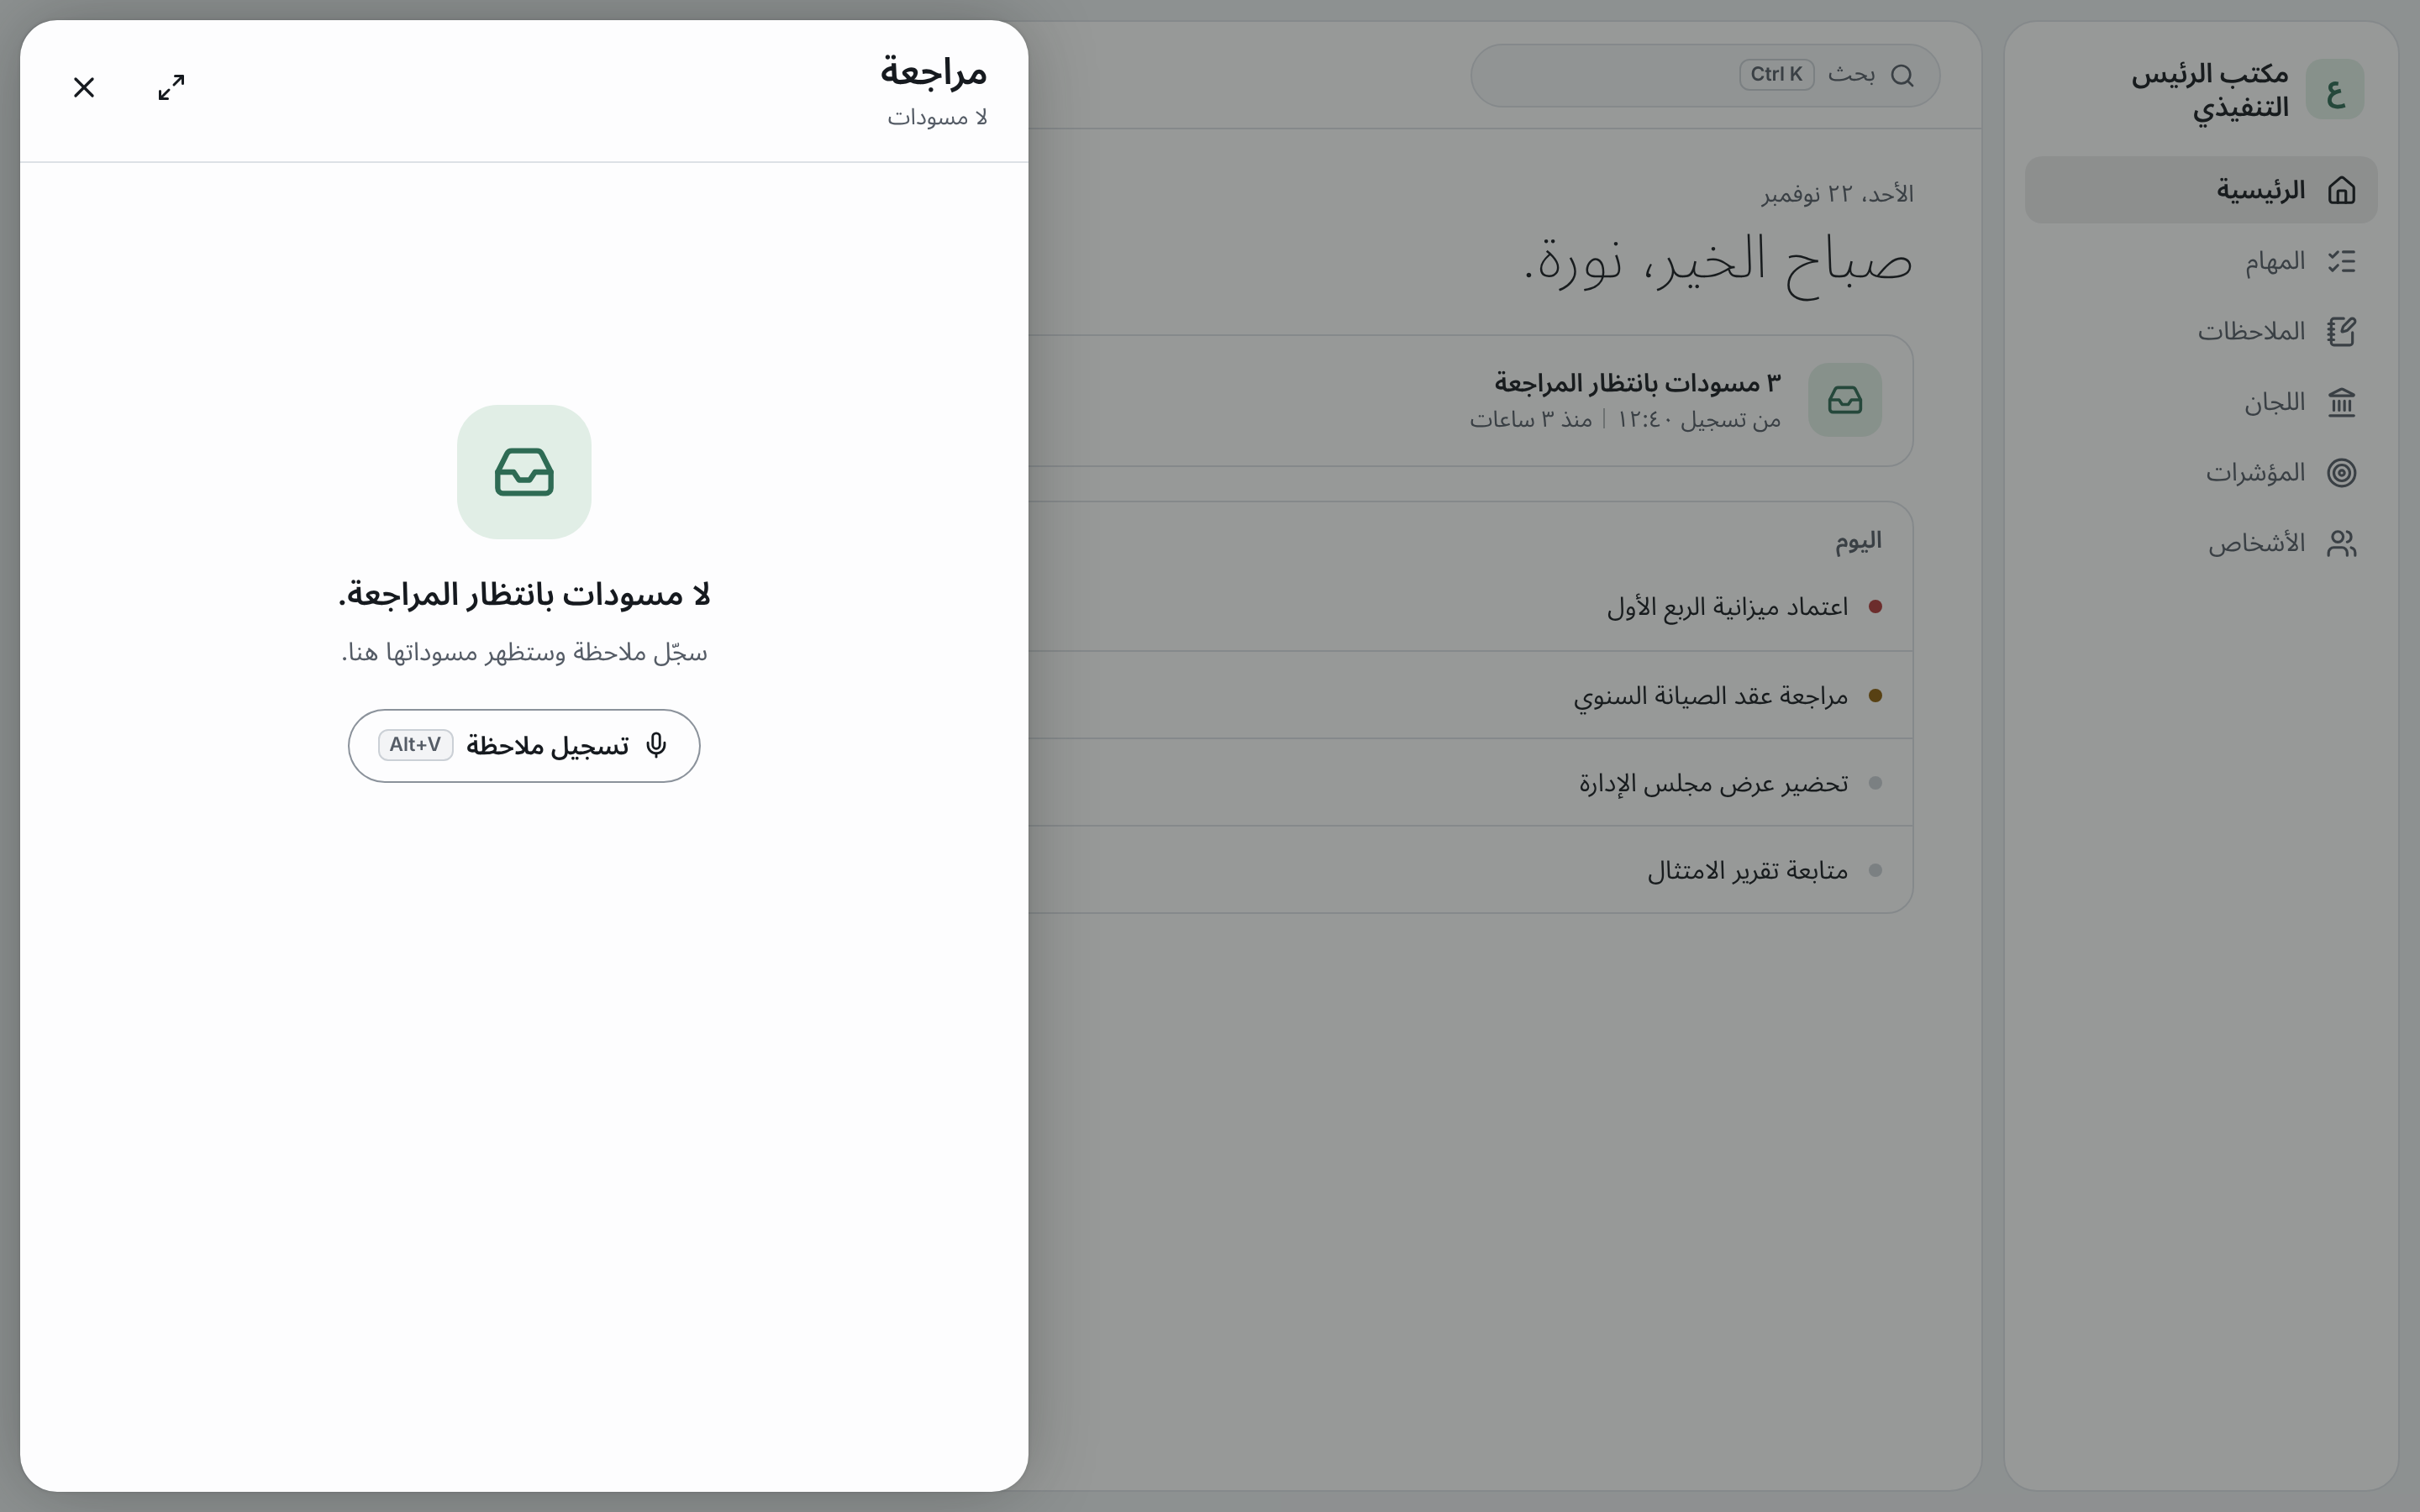 مكتب الرئيس
التنفيذي
ع
الرئيسية
المهام
الملاحظات
اللجان
المؤشرات
الأشخاص
بحث Ctrl K
الأحد، ٢٢ نوفمبر
صباح الخير، نورة.
٣ مسودات بانتظار المراجعة
من تسجيل ١٢:٤٠ | منذ ٣ ساعات
اليوم
اعتماد ميزانية الربع الأول
مراجعة عقد الصيانة السنوي
تحضير عرض مجلس الإدارة
متابعة تقرير الامتثال
مراجعة
لا مسودات
لا مسودات بانتظار المراجعة.
سجّل ملاحظة وستظهر مسوداتها هنا.
تسجيل ملاحظة Alt+V